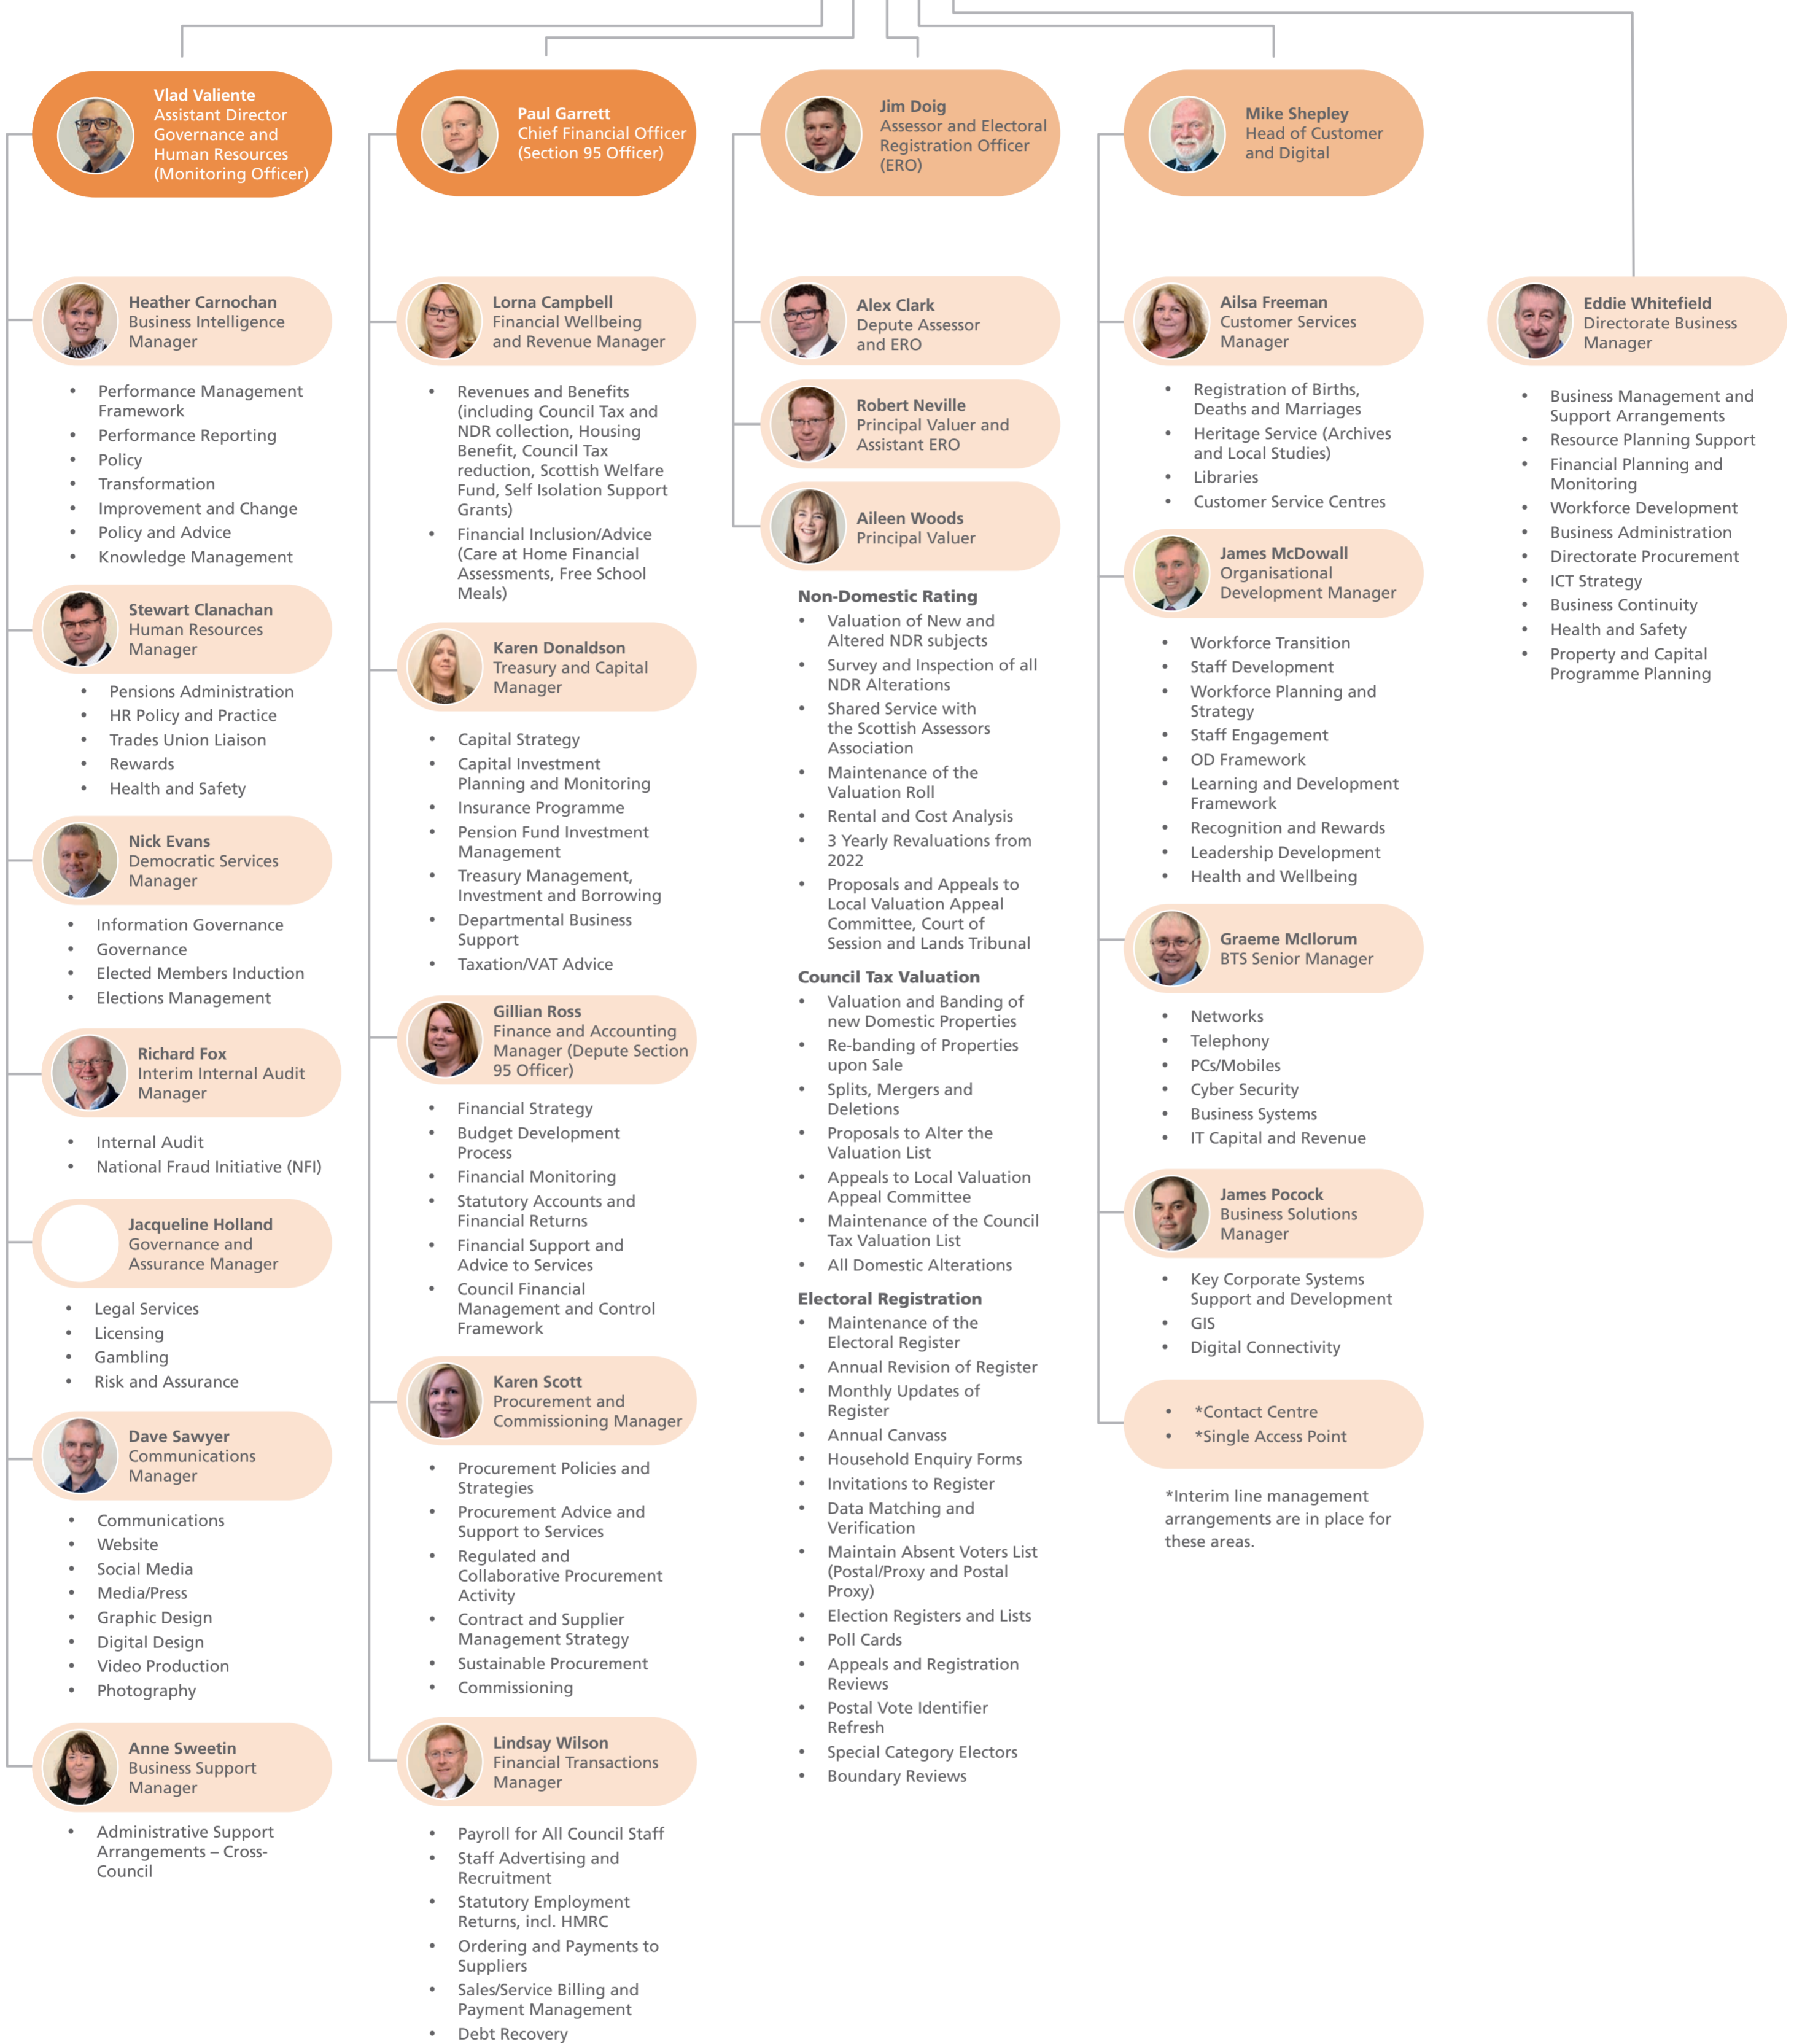 Vlad Valiente
Assistant Director
Governance and
Human Resources
(Monitoring Officer)
Heather Carnochan
Business Intelligence
Manager
• Performance Management
Framework
• Performance Reporting
• Policy
• Transformation
• Improvement and Change
• Policy and Advice
• Knowledge Management
Stewart Clanachan
Human Resources
Manager
• Pensions Administration
• HR Policy and Practice
• Trades Union Liaison
• Rewards
• Health and Safety
Nick Evans
Democratic Services
Manager
• Information Governance
• Governance
• Elected Members Induction
• Elections Management
Richard Fox
Interim Internal Audit
Manager
• Internal Audit
• National Fraud Initiative (NFI)
Jacqueline Holland
Governance and
Assurance Manager
• Legal Services
• Licensing
• Gambling
• Risk and Assurance
Dave Sawyer
Communications
Manager
• Communications
• Website
• Social Media
• Media/Press
• Graphic Design
• Digital Design
• Video Production
• Photography
Anne Sweetin
Business Support
Manager
• Administrative Support
Arrangements – Cross-
Council
Paul Garrett
Chief Financial Officer
(Section 95 Officer)
Lorna Campbell
Financial Wellbeing
and Revenue Manager
• Revenues and Benefits
(including Council Tax and
NDR collection, Housing
Benefit, Council Tax
reduction, Scottish Welfare
Fund, Self Isolation Support
Grants)
• Financial Inclusion/Advice
(Care at Home Financial
Assessments, Free School
Meals)
Karen Donaldson
Treasury and Capital
Manager
• Capital Strategy
• Capital Investment
Planning and Monitoring
• Insurance Programme
• Pension Fund Investment
Management
• Treasury Management,
Investment and Borrowing
• Departmental Business
Support
• Taxation/VAT Advice
Gillian Ross
Finance and Accounting
Manager (Depute Section
95 Officer)
• Financial Strategy
• Budget Development
Process
• Financial Monitoring
• Statutory Accounts and
Financial Returns
• Financial Support and
Advice to Services
• Council Financial
Management and Control
Framework
Karen Scott
Procurement and
Commissioning Manager
• Procurement Policies and
Strategies
• Procurement Advice and
Support to Services
• Regulated and
Collaborative Procurement
Activity
• Contract and Supplier
Management Strategy
• Sustainable Procurement
• Commissioning
Lindsay Wilson
Financial Transactions
Manager
• Payroll for All Council Staff
• Staff Advertising and
Recruitment
• Statutory Employment
Returns, incl. HMRC
• Ordering and Payments to
Suppliers
• Sales/Service Billing and
Payment Management
• Debt Recovery
Jim Doig
Assessor and Electoral
Registration Officer
(ERO)
Alex Clark
Depute Assessor
and ERO
Robert Neville
Principal Valuer and
Assistant ERO
Aileen Woods
Principal Valuer
Non-Domestic Rating
• Valuation of New and
Altered NDR subjects
• Survey and Inspection of all
NDR Alterations
• Shared Service with
the Scottish Assessors
Association
• Maintenance of the
Valuation Roll
• Rental and Cost Analysis
• 3 Yearly Revaluations from
2022
• Proposals and Appeals to
Local Valuation Appeal
Committee, Court of
Session and Lands Tribunal
Council Tax Valuation
• Valuation and Banding of
new Domestic Properties
• Re-banding of Properties
upon Sale
• Splits, Mergers and
Deletions
• Proposals to Alter the
Valuation List
• Appeals to Local Valuation
Appeal Committee
• Maintenance of the Council
Tax Valuation List
• All Domestic Alterations
Electoral Registration
• Maintenance of the
Electoral Register
• Annual Revision of Register
• Monthly Updates of
Register
• Annual Canvass
• Household Enquiry Forms
• Invitations to Register
• Data Matching and
Verification
• Maintain Absent Voters List
(Postal/Proxy and Postal
Proxy)
• Election Registers and Lists
• Poll Cards
• Appeals and Registration
Reviews
• Postal Vote Identifier
Refresh
• Special Category Electors
• Boundary Reviews
Mike Shepley
Head of Customer
and Digital
Ailsa Freeman
Customer Services
Manager
• Registration of Births,
Deaths and Marriages
• Heritage Service (Archives
and Local Studies)
• Libraries
• Customer Service Centres
James McDowall
Organisational
Development Manager
• Workforce Transition
• Staff Development
• Workforce Planning and
Strategy
• Staff Engagement
• OD Framework
• Learning and Development
Framework
• Recognition and Rewards
• Leadership Development
• Health and Wellbeing
Graeme McIlorum
BTS Senior Manager
• Networks
• Telephony
• PCs/Mobiles
• Cyber Security
• Business Systems
• IT Capital and Revenue
James Pocock
Business Solutions
Manager
• Key Corporate Systems
Support and Development
• GIS
• Digital Connectivity
• *Contact Centre
• *Single Access Point
*Interim line management
arrangements are in place for
these areas.
Eddie Whitefield
Directorate Business
Manager
• Business Management and
Support Arrangements
• Resource Planning Support
• Financial Planning and
Monitoring
• Workforce Development
• Business Administration
• Directorate Procurement
• ICT Strategy
• Business Continuity
• Health and Safety
• Property and Capital
Programme Planning